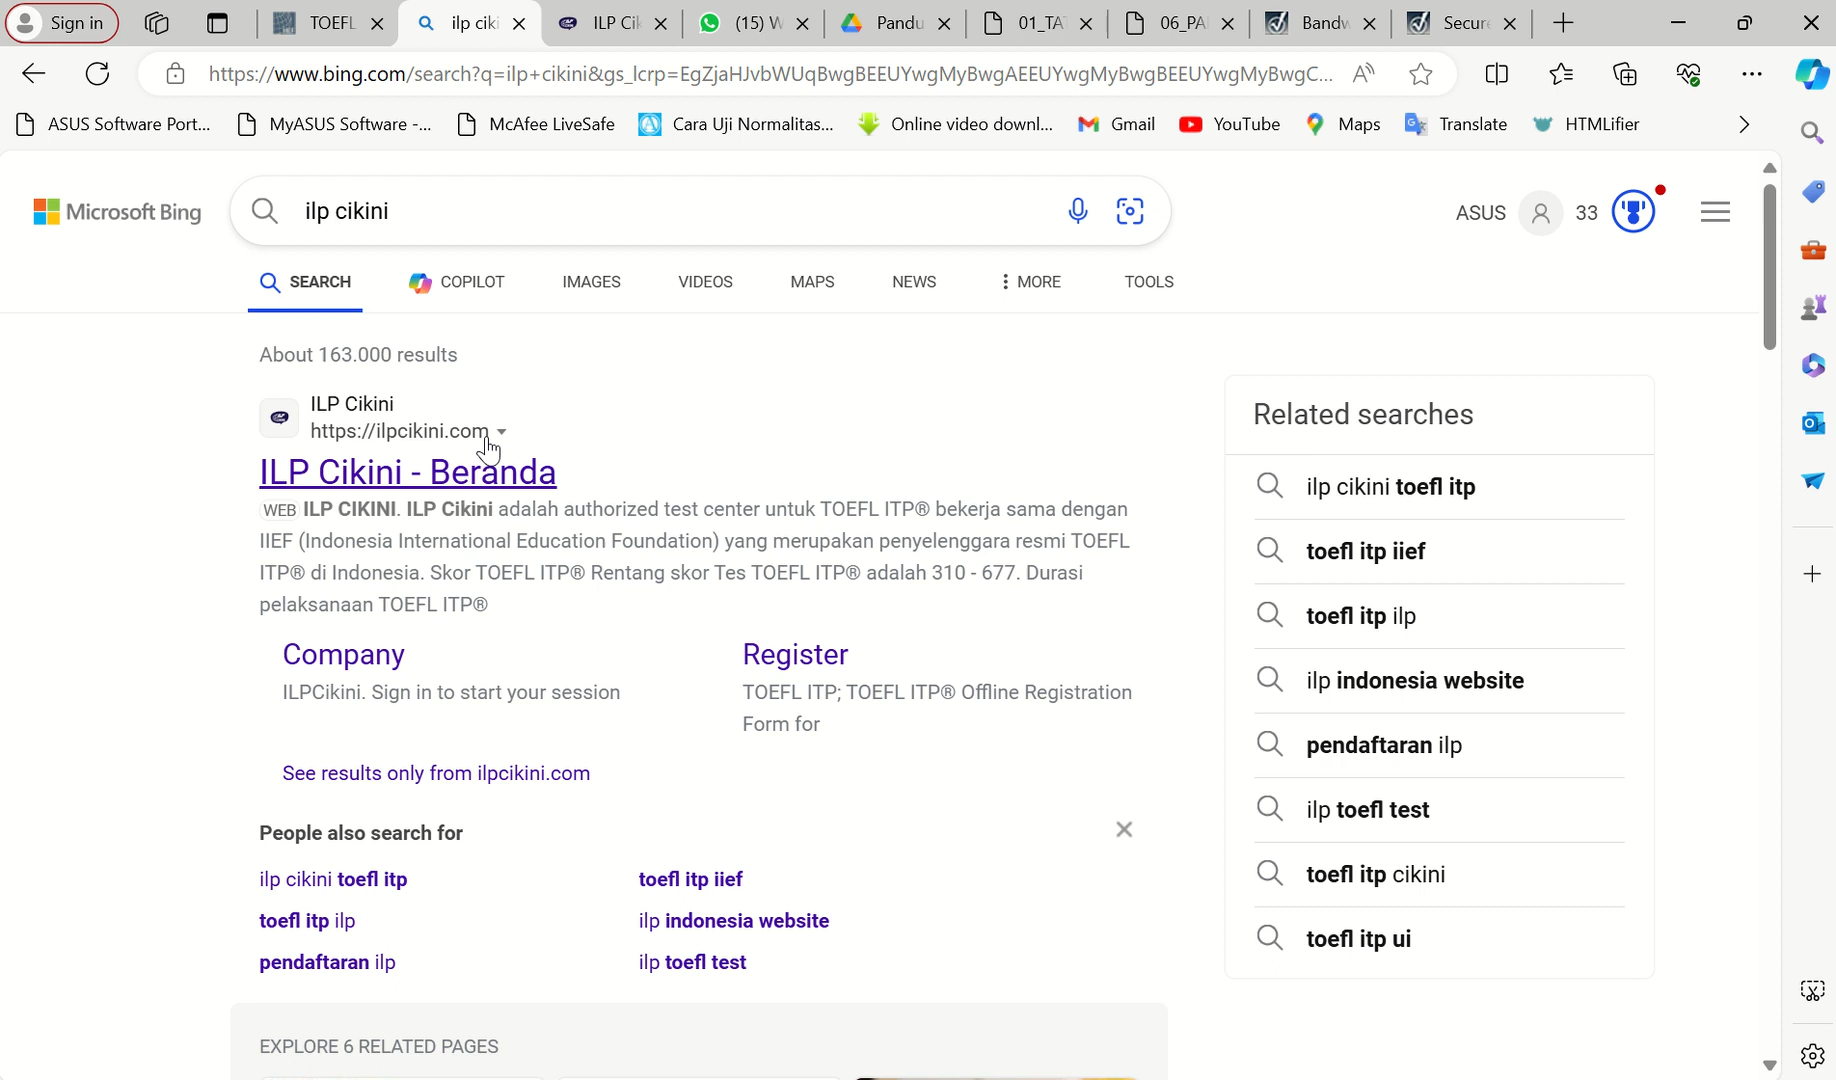 Sign in
TOEFL
ilp ciki
ILP Cik
(15) W
Pandu
01_TA
06_PA
Bandw
Secure
https://www.bing.com/search?q=ilp+cikini&gs_lcrp=EgZjaHJvbWUqBwgBEEUYwgMyBwgAEEUYwgMyBwgBEEUYwgMyBwgC...
ASUS Software Port...
MyASUS Software -...
McAfee LiveSafe
Cara Uji Normalitas...
Online video downl...
Gmail
YouTube
Maps
Translate
HTMLifier
Microsoft Bing
ilp cikini
ASUS
33
SEARCH
COPILOT
IMAGES
VIDEOS
MAPS
NEWS
MORE
TOOLS
About 163.000 results
ILP Cikini
https://ilpcikini.com
ILP Cikini - Beranda
WEB ILP CIKINI. ILP Cikini adalah authorized test center untuk TOEFL ITP® bekerja sama dengan
IIEF (Indonesia International Education Foundation) yang merupakan penyelenggara resmi TOEFL
ITP® di Indonesia. Skor TOEFL ITP® Rentang skor Tes TOEFL ITP® adalah 310 - 677. Durasi
pelaksanaan TOEFL ITP®
Company
ILPCikini. Sign in to start your session
Register
TOEFL ITP; TOEFL ITP® Offline Registration
Form for
See results only from ilpcikini.com
People also search for
ilp cikini toefl itp
toefl itp iief
toefl itp ilp
ilp indonesia website
pendaftaran ilp
ilp toefl test
EXPLORE 6 RELATED PAGES
Related searches
ilp cikini toefl itp
toefl itp iief
toefl itp ilp
ilp indonesia website
pendaftaran ilp
ilp toefl test
toefl itp cikini
toefl itp ui